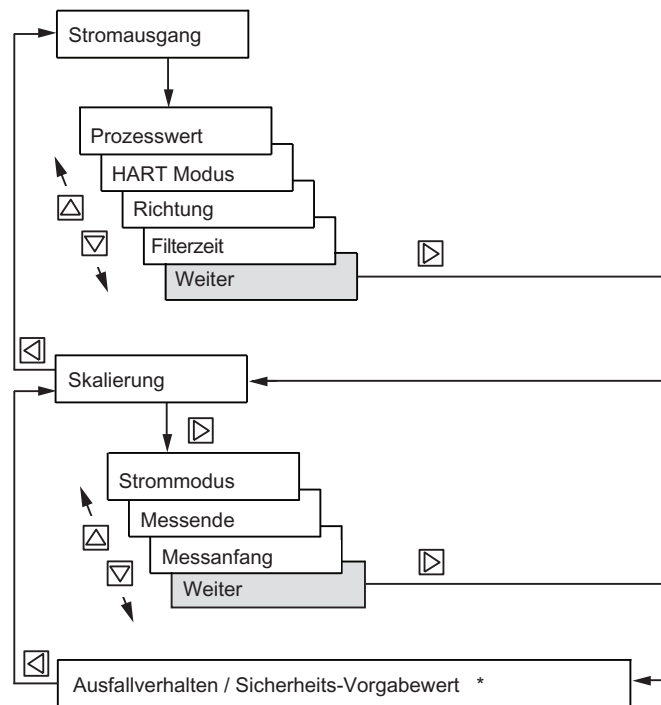 Stromausgang
Prozesswert
HART Modus
Richtung
Filterzeit
Weiter
Skalierung
Strommodus
Messende
Messanfang
Weiter
Ausfallverhalten / Sicherheits-Vorgabewert *